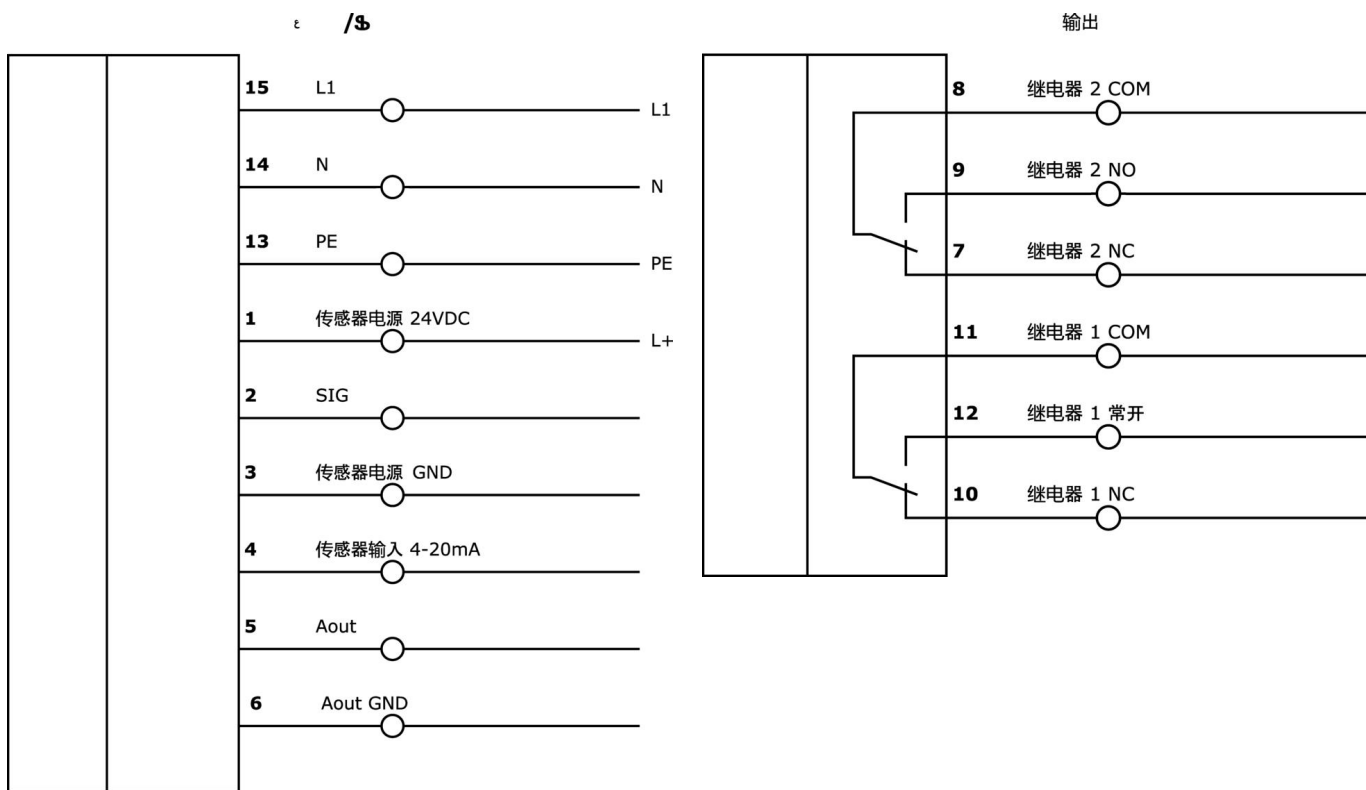 输出
15 L1
L1
14 N
N
13 PE
PE
1 传感器电源 24VDC
L+
2 SIG
3 传感器电源 GND
4 传感器输入 4-20mA
5 Aout
6 Aout GND
8 继电器 2 COM
9 继电器 2 NO
7 继电器 2 NC
11 继电器 1 COM
12 继电器 1 常开
10 继电器 1 NC